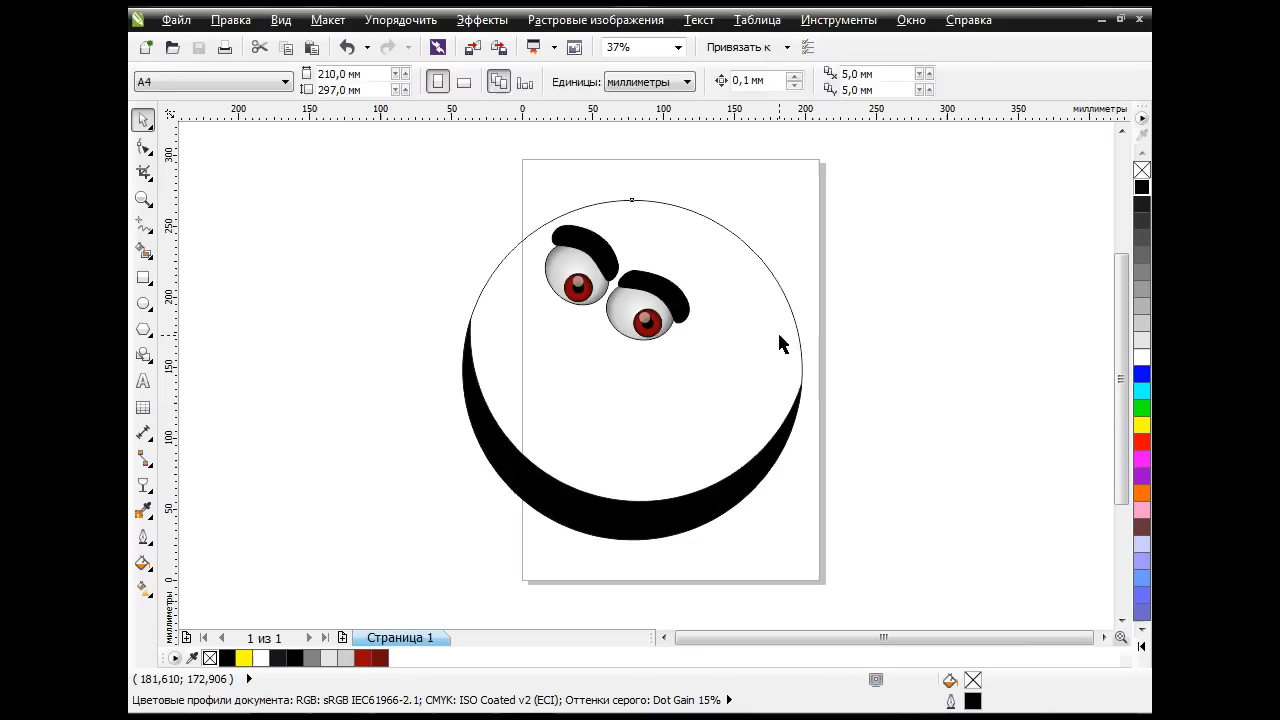 Файл Правка Вид Макет Упорядочить Эффекты Растровые изображения Текст Таблица Инструменты Окно Справка
37% Привязать к
A4 210,0 мм 297,0 мм Единицы: миллиметры 0,1 мм 5,0 мм 5,0 мм
200 150 100 50 0 50 100 150 200 250 300 350 миллиметры
300
250
200
150
100
50
0
миллиметры
1 из 1 Страница 1
( 181,610; 172,906 )
Цветовые профили документа: RGB: sRGB IEC61966-2.1; CMYK: ISO Coated v2 (ECI); Оттенки серого: Dot Gain 15%